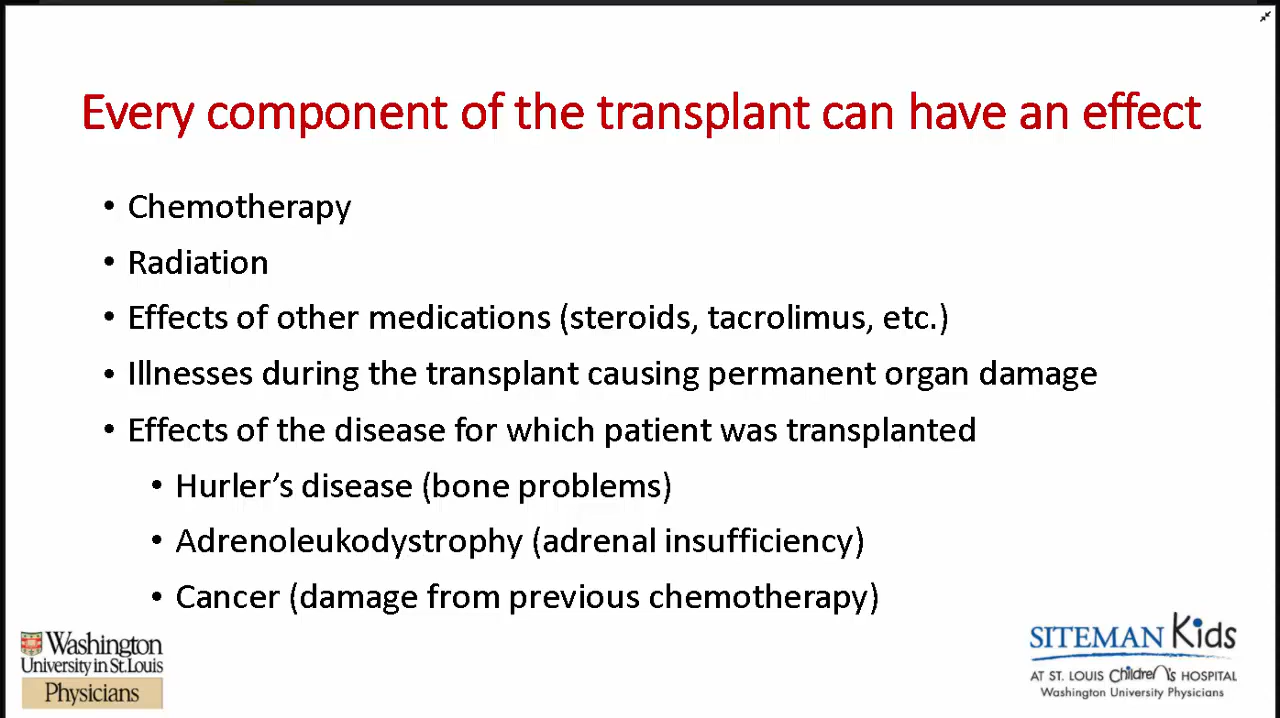 Every component of the transplant can have an effect
• Chemotherapy
• Radiation
• Effects of other medications (steroids, tacrolimus, etc.)
• Illnesses during the transplant causing permanent organ damage
• Effects of the disease for which patient was transplanted
• Hurler’s disease (bone problems)
• Adrenoleukodystrophy (adrenal insufficiency)
• Cancer (damage from previous chemotherapy)
Washington
University in St. Louis
Physicians
SITEMAN Kids
AT ST. LOUIS Children's HOSPITAL
Washington University Physicians